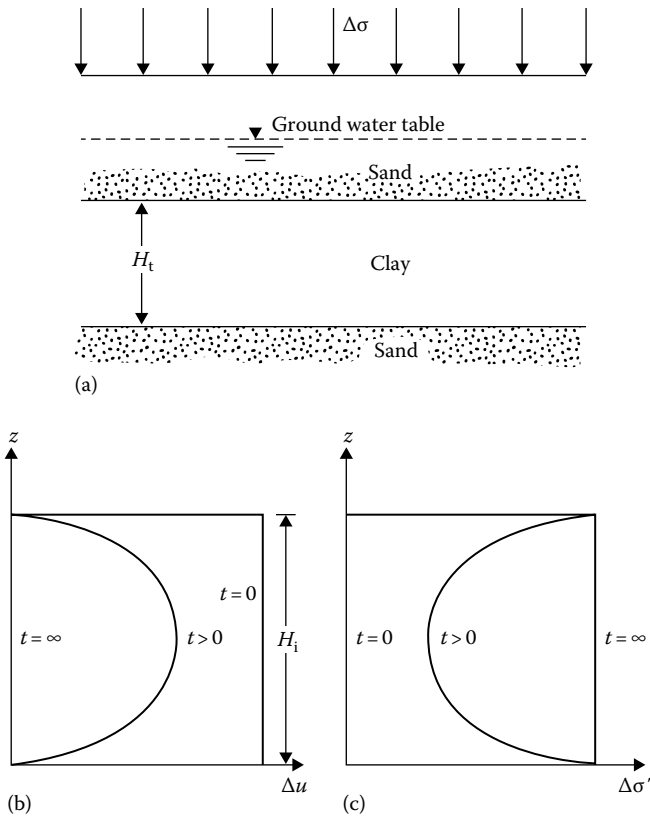 Δσ
Ground water table
Sand
H_t
Clay
Sand
(a)
z
t = 0
t = ∞
t > 0
H_i
Δu
(b)
z
t = 0
t > 0
t = ∞
Δσ′
(c)